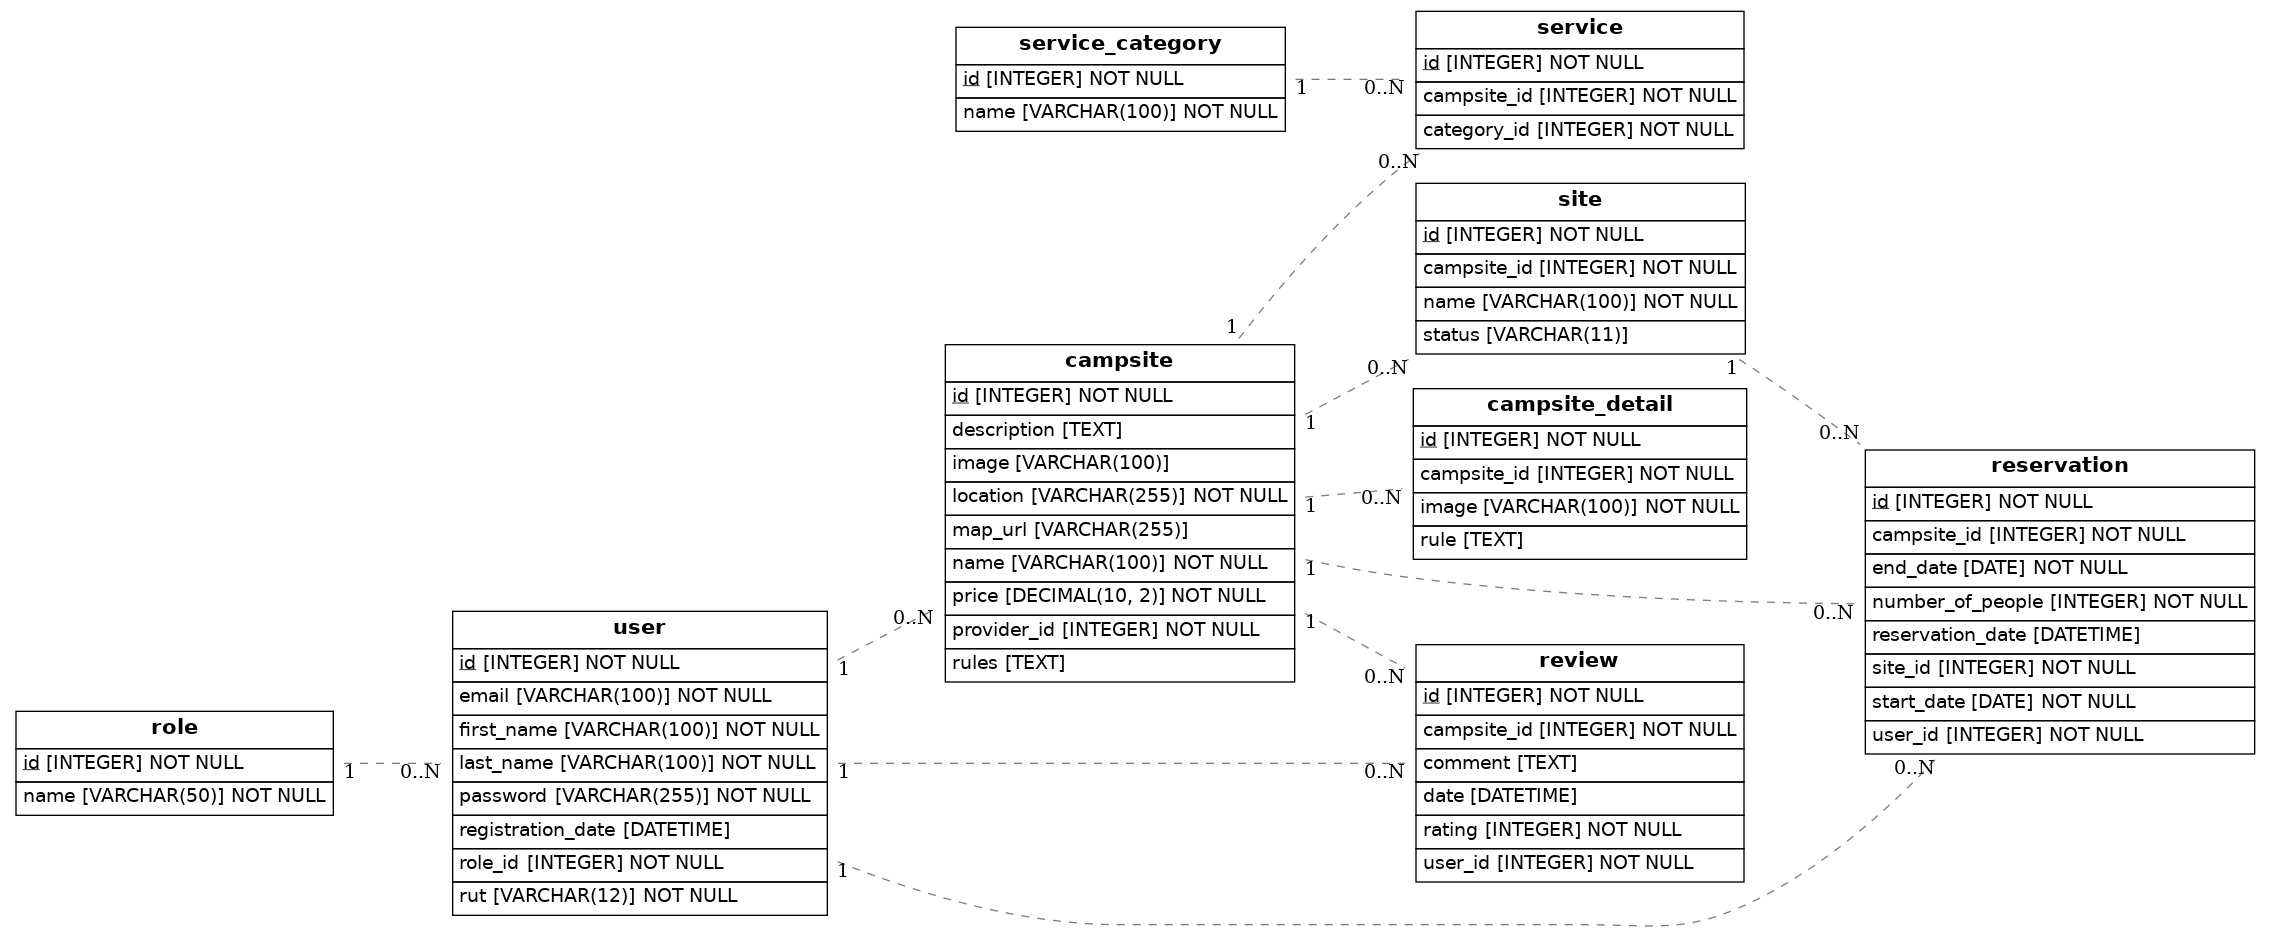 service_category
id [INTEGER] NOT NULL
name [VARCHAR(100)] NOT NULL
1
0..N
service
id [INTEGER] NOT NULL
campsite_id [INTEGER] NOT NULL
category_id [INTEGER] NOT NULL
0..N
1
site
id [INTEGER] NOT NULL
campsite_id [INTEGER] NOT NULL
name [VARCHAR(100)] NOT NULL
status [VARCHAR(11)]
0..N
1
1
0..N
campsite
id [INTEGER] NOT NULL
description [TEXT]
image [VARCHAR(100)]
location [VARCHAR(255)] NOT NULL
map_url [VARCHAR(255)]
name [VARCHAR(100)] NOT NULL
price [DECIMAL(10, 2)] NOT NULL
provider_id [INTEGER] NOT NULL
rules [TEXT]
campsite_detail
id [INTEGER] NOT NULL
campsite_id [INTEGER] NOT NULL
image [VARCHAR(100)] NOT NULL
rule [TEXT]
1
0..N
1
0..N
1
0..N
reservation
id [INTEGER] NOT NULL
campsite_id [INTEGER] NOT NULL
end_date [DATE] NOT NULL
number_of_people [INTEGER] NOT NULL
reservation_date [DATETIME]
site_id [INTEGER] NOT NULL
start_date [DATE] NOT NULL
user_id [INTEGER] NOT NULL
0..N
user
id [INTEGER] NOT NULL
email [VARCHAR(100)] NOT NULL
first_name [VARCHAR(100)] NOT NULL
last_name [VARCHAR(100)] NOT NULL
password [VARCHAR(255)] NOT NULL
registration_date [DATETIME]
role_id [INTEGER] NOT NULL
rut [VARCHAR(12)] NOT NULL
0..N
1
1
0..N
1
review
id [INTEGER] NOT NULL
campsite_id [INTEGER] NOT NULL
comment [TEXT]
date [DATETIME]
rating [INTEGER] NOT NULL
user_id [INTEGER] NOT NULL
role
id [INTEGER] NOT NULL
name [VARCHAR(50)] NOT NULL
1
0..N